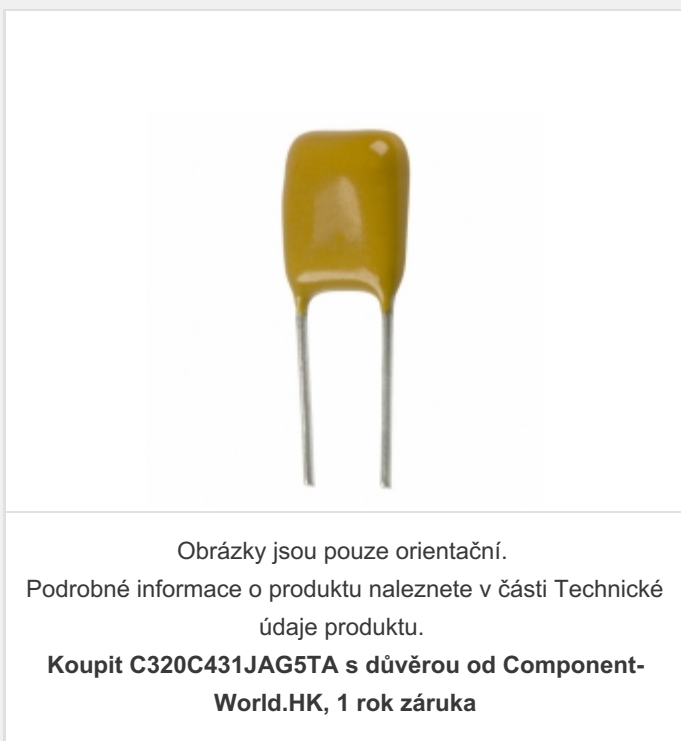 Obrázky jsou pouze orientační.
Podrobné informace o produktu naleznete v části Technické
údaje produktu.
Koupit C320C431JAG5TA s důvěrou od Component-
World.HK, 1 rok záruka